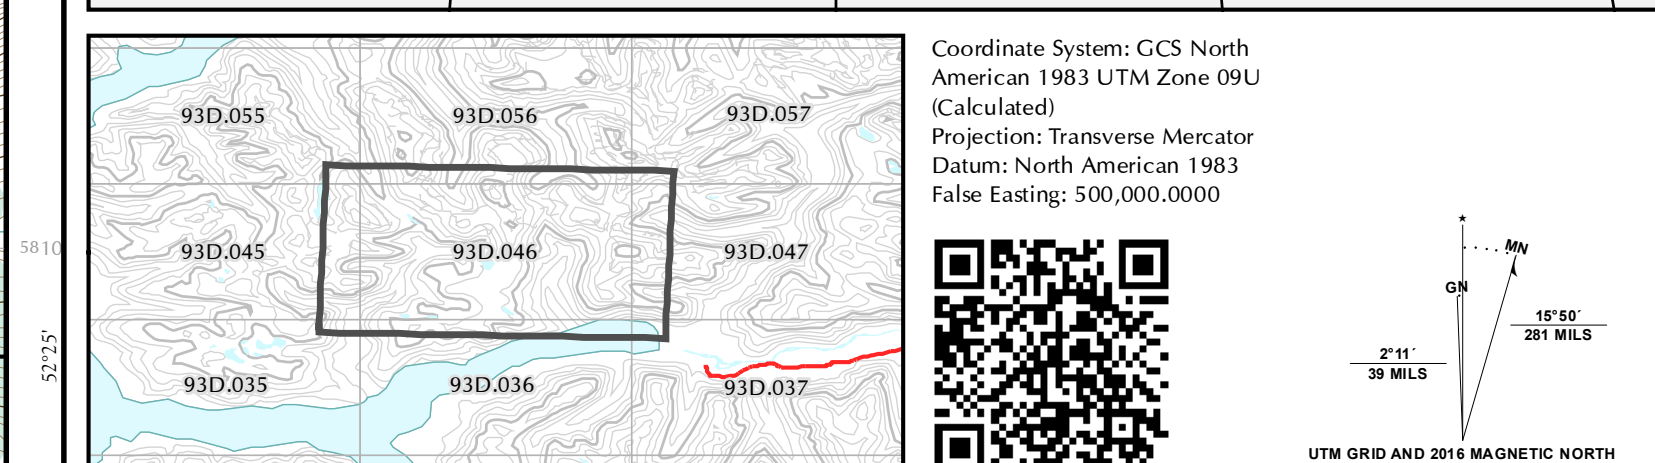 93D.055
93D.056
93D.057
93D.045
93D.046
93D.047
93D.035
93D.036
93D.037
5810
52°25'
Coordinate System: GCS North
American 1983 UTM Zone 09U
(Calculated)
Projection: Transverse Mercator
Datum: North American 1983
False Easting: 500,000.0000
MN
GN
15°50´
281 MILS
2°11´
39 MILS
UTM GRID AND 2016 MAGNETIC NORTH